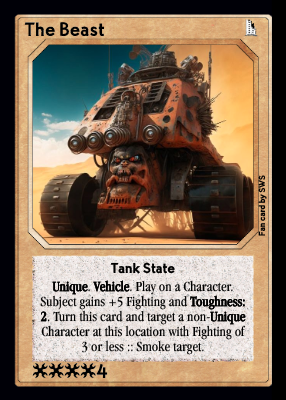 The Beast
Fan card by SWS
Tank State
Unique. Vehicle. Play on a Character.
Subject gains +5 Fighting and Toughness:
2. Turn this card and target a non-Unique
Character at this location with Fighting of
3 or less :: Smoke target.
4